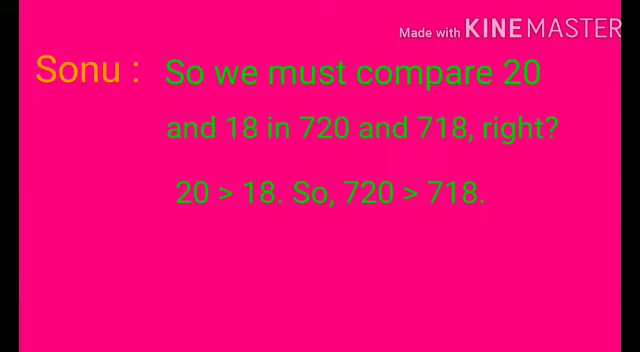 Made with KINEMASTER
Sonu : So we must compare 20
and 18 in 720 and 718, right?
20 > 18. So, 720 > 718.